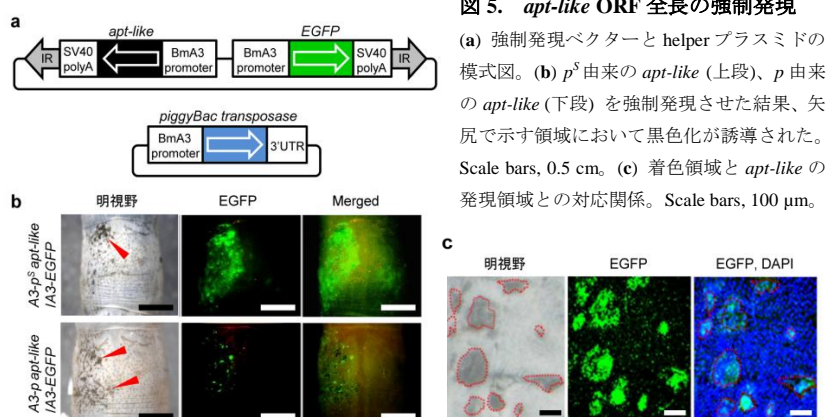 図 5. apt-like ORF 全長の強制発現
(a) 強制発現ベクターと helper プラスミドの
模式図。(b) pS由来の apt-like (上段)、p 由来
の apt-like (下段) を強制発現させた結果、矢
尻で示す領域において黒色化が誘導された。
Scale bars, 0.5 cm。(c) 着色領域と apt-like の
発現領域との対応関係。Scale bars, 100 µm。
a
apt-like
EGFP
IR
SV40
polyA
BmA3
promoter
BmA3
promoter
SV40
polyA
IR
piggyBac transposase
BmA3
promoter
3'UTR
b
明視野
EGFP
Merged
A3-pS apt-like
/A3-EGFP
A3-p apt-like
/A3-EGFP
c
明視野
EGFP
EGFP, DAPI